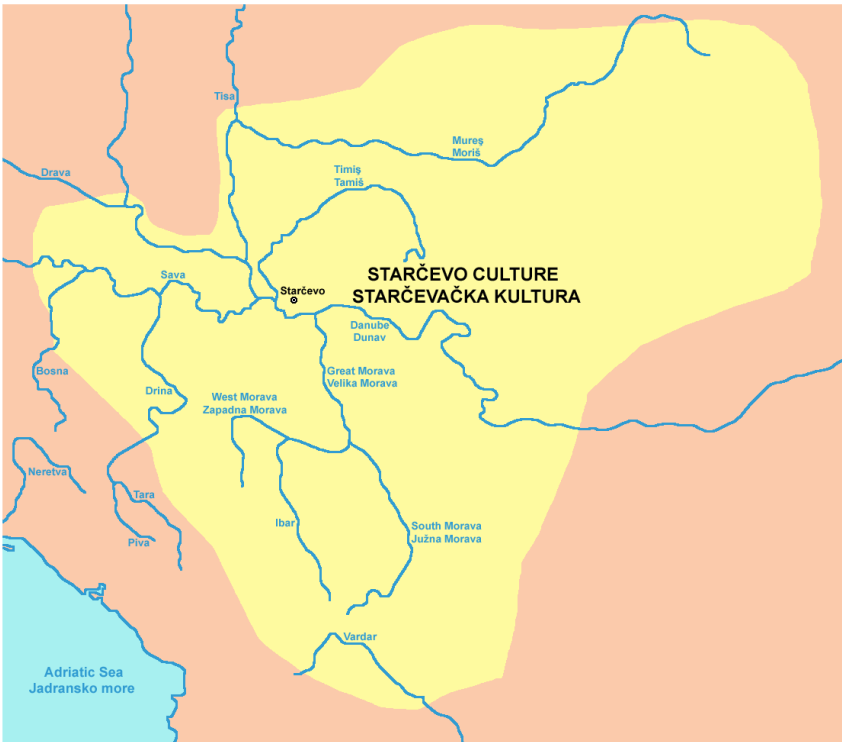 Tisa
Mureş
Moriš
Drava
Timiş
Tamiš
STARČEVO CULTURE
STARČEVAČKA KULTURA
Sava
Starčevo
Danube
Dunav
Bosna
Great Morava
Velika Morava
Drina
West Morava
Zapadna Morava
Neretva
Tara
Ibar
South Morava
Južna Morava
Piva
Vardar
Adriatic Sea
Jadransko more